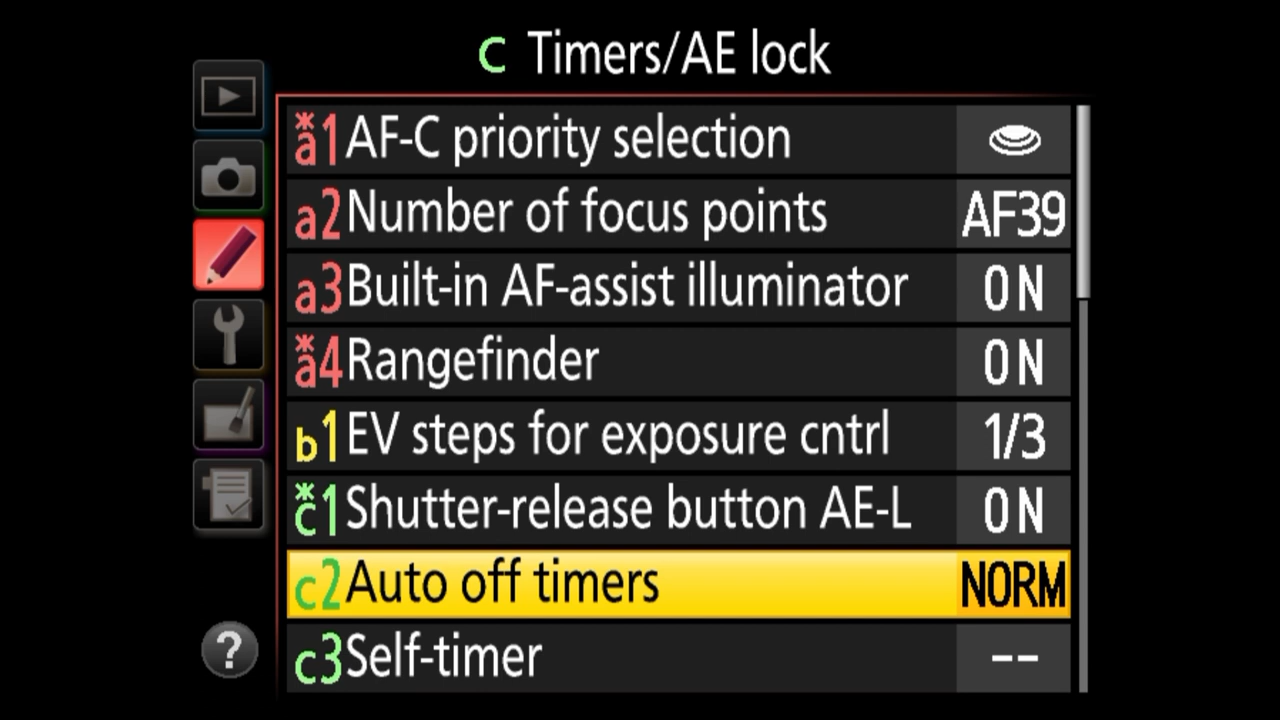 c Timers/AE lock
*a1 AF-C priority selection
a2 Number of focus points AF39
a3 Built-in AF-assist illuminator ON
*a4 Rangefinder ON
b1 EV steps for exposure cntrl 1/3
*c1 Shutter-release button AE-L ON
c2 Auto off timers NORM
c3 Self-timer --
?